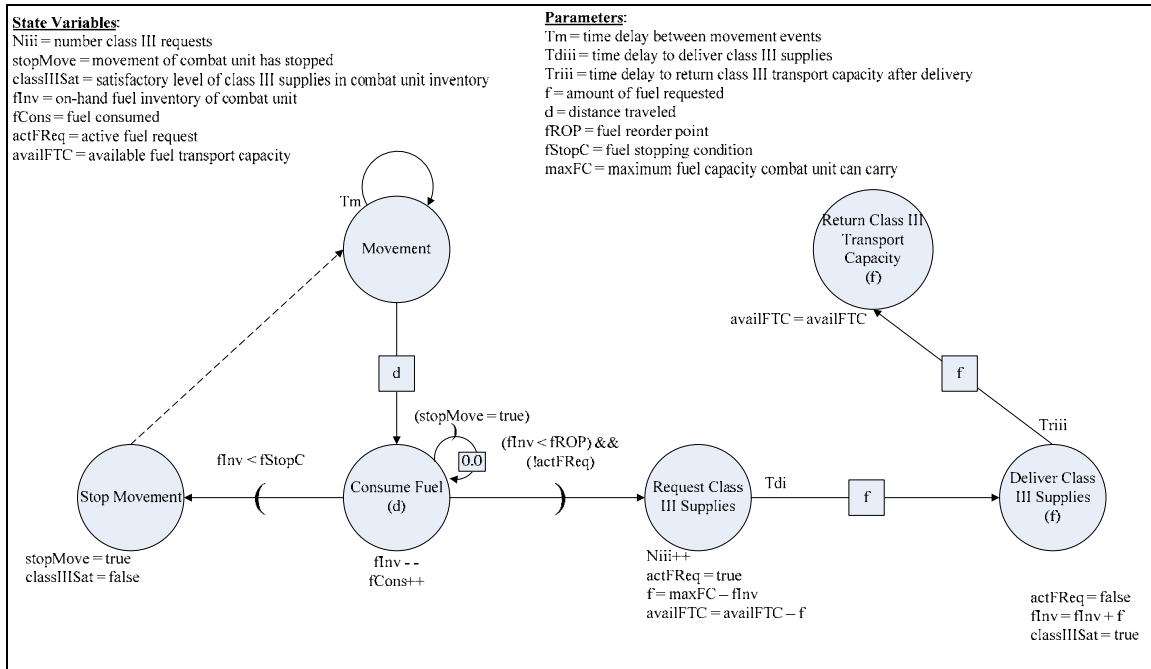 State Variables:
Niii = number class III requests
stopMove = movement of combat unit has stopped
classIIISat = satisfactory level of class III supplies in combat unit inventory
fInv = on-hand fuel inventory of combat unit
fCons = fuel consumed
actFReq = active fuel request
availFTC = available fuel transport capacity
Parameters:
Tm = time delay between movement events
Tdiii = time delay to deliver class III supplies
Triii = time delay to return class III transport capacity after delivery
f = amount of fuel requested
d = distance traveled
fROP = fuel reorder point
fStopC = fuel stopping condition
maxFC = maximum fuel capacity combat unit can carry
Tm
Movement
Return Class III
Transport
Capacity
(f)
availFTC = availFTC
d
f
(stopMove = true)
0.0
(fInv < fROP) &&
(!actFReq)
Triii
fInv < fStopC
Stop Movement
Consume Fuel
(d)
Request Class
III Supplies
Tdi
f
Deliver Class
III Supplies
(f)
stopMove = true
classIIISat = false
fInv - -
fCons++
Niii++
actFReq = true
f = maxFC – fInv
availFTC = availFTC – f
actFReq = false
fInv = fInv + f
classIIISat = true